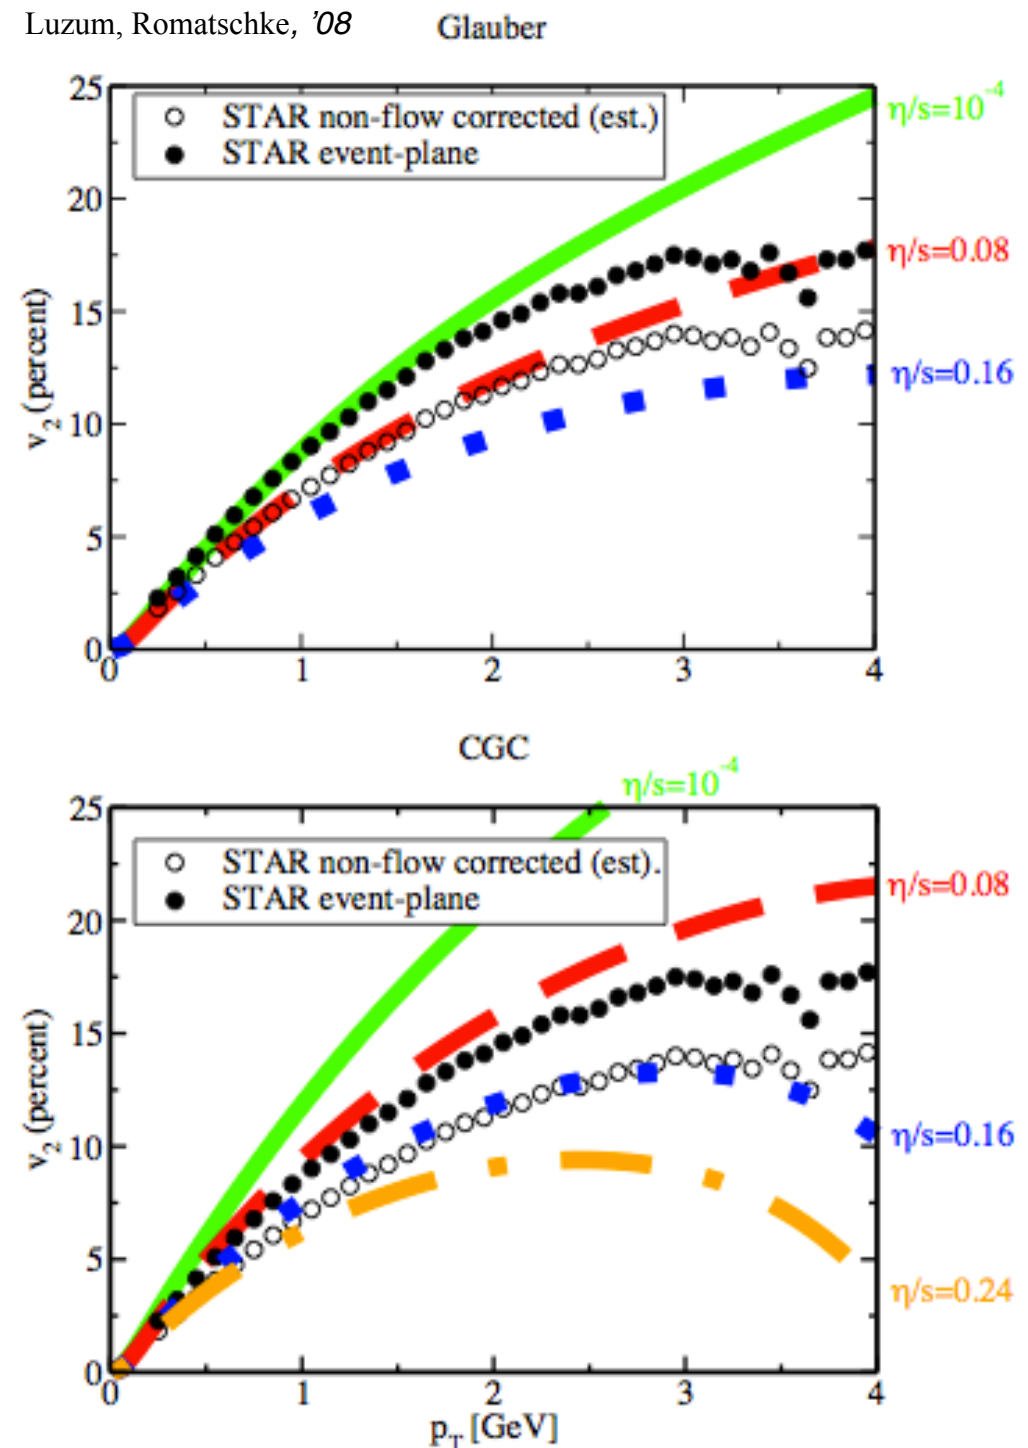 Luzum, Romatschke, ’08
Glauber
25
20
15
10
5
0
v2 (percent)
STAR non-flow corrected (est.)
STAR event-plane
η/s=10-4
η/s=0.08
η/s=0.16
0 1 2 3 4
CGC
η/s=10-4
25
20
15
10
5
0
v2 (percent)
STAR non-flow corrected (est).
STAR event-plane
η/s=0.08
η/s=0.16
η/s=0.24
0 1 2 3 4
pT [GeV]